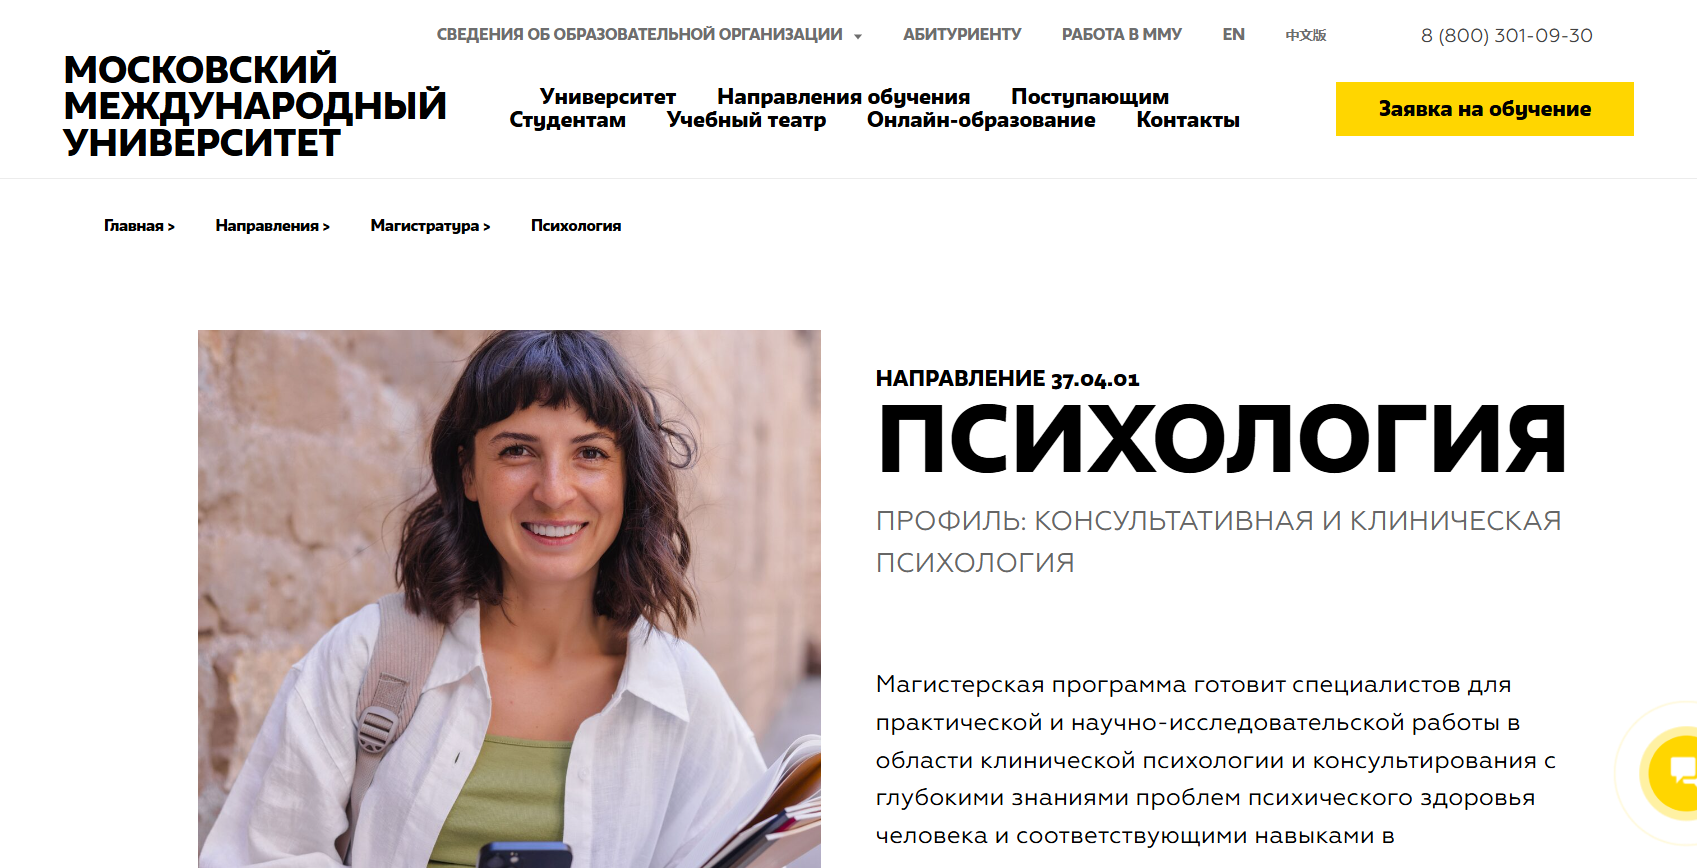 СВЕДЕНИЯ ОБ ОБРАЗОВАТЕЛЬНОЙ ОРГАНИЗАЦИИ АБИТУРИЕНТУ РАБОТА В ММУ EN 中文版 8 (800) 301-09-30
МОСКОВСКИЙ
МЕЖДУНАРОДНЫЙ
УНИВЕРСИТЕТ
Университет Направления обучения Поступающим
Студентам Учебный театр Онлайн-образование Контакты
Заявка на обучение
Главная > Направления > Магистратура > Психология
НАПРАВЛЕНИЕ 37.04.01
ПСИХОЛОГИЯ
ПРОФИЛЬ: КОНСУЛЬТАТИВНАЯ И КЛИНИЧЕСКАЯ
ПСИХОЛОГИЯ
Магистерская программа готовит специалистов для
практической и научно-исследовательской работы в
области клинической психологии и консультирования с
глубокими знаниями проблем психического здоровья
человека и соответствующими навыками в